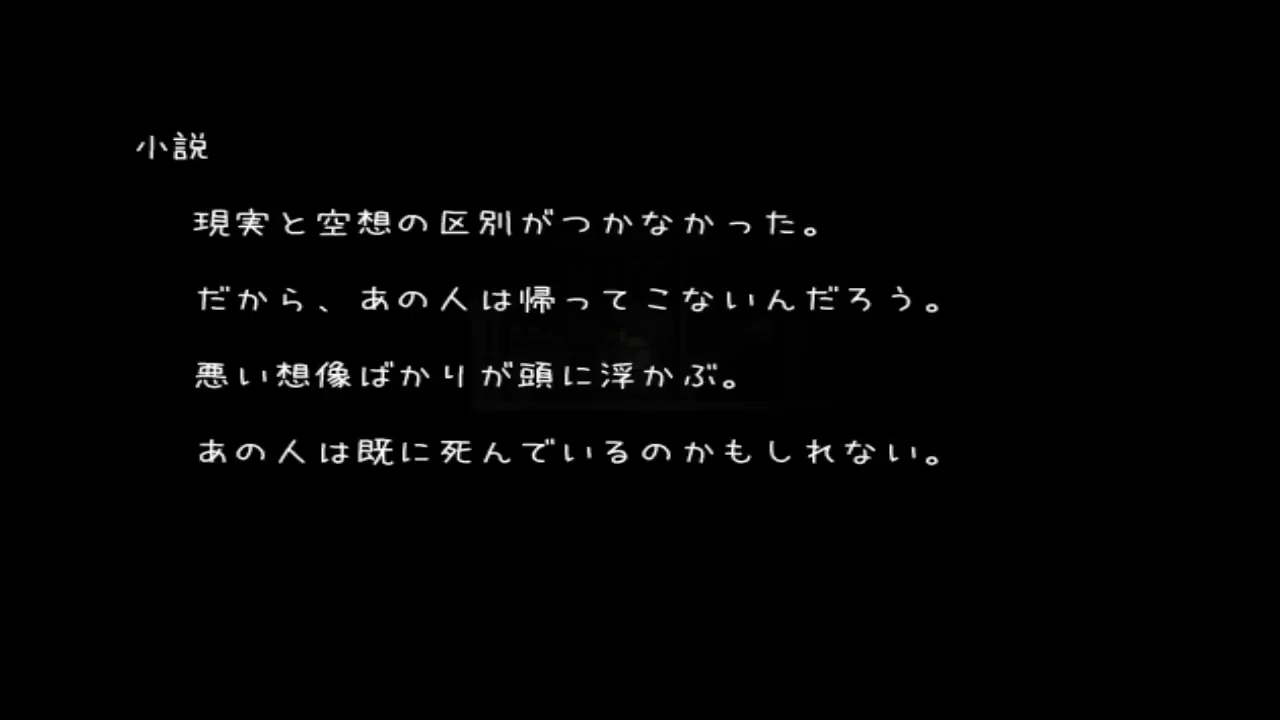 小説
現実と空想の区別がつかなかった。
だから、あの人は帰ってこないんだろう。
悪い想像ばかりが頭に浮かぶ。
あの人は既に死んでいるのかもしれない。